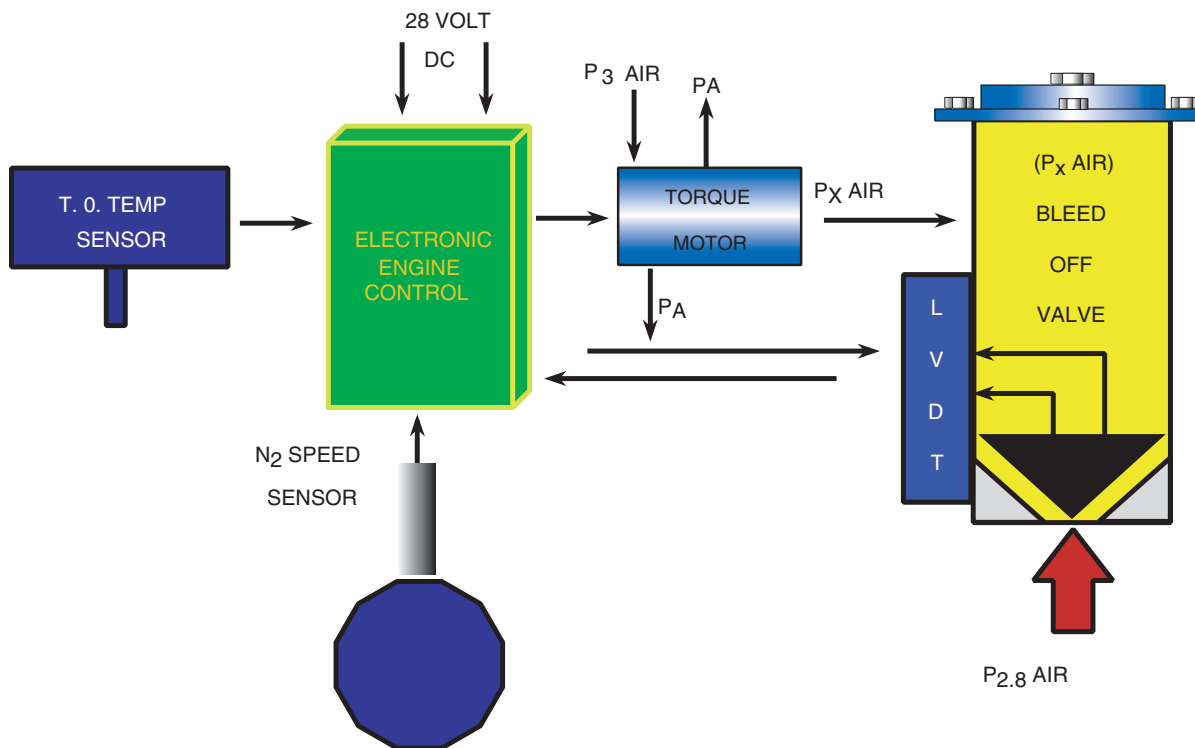 28 VOLT
DC
P3 AIR
PA
T. 0. TEMP
SENSOR
ELECTRONIC
ENGINE
CONTROL
TORQUE
MOTOR
PX AIR
(PX AIR)
BLEED
OFF
VALVE
PA
L
V
D
T
N2 SPEED
SENSOR
P2.8 AIR